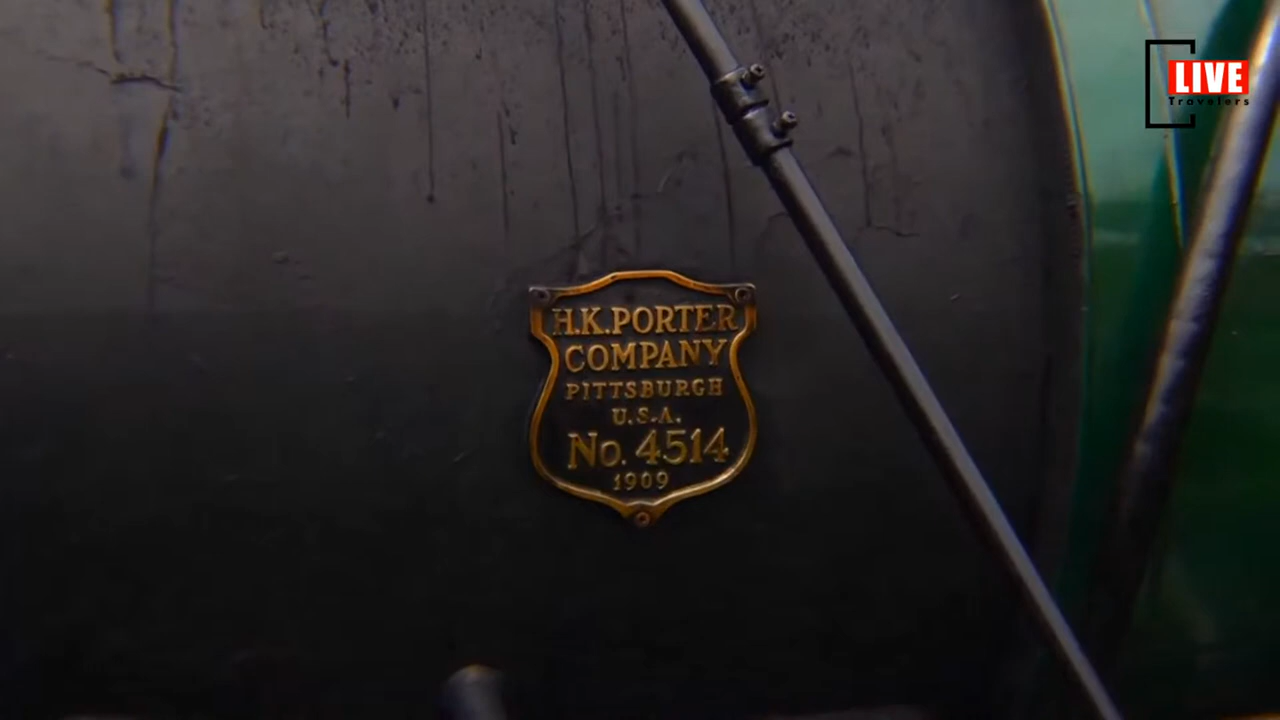 LIVE
Travelers
H.K.PORTER
COMPANY
PITTSBURGH
U.S.A.
No. 4514
1909